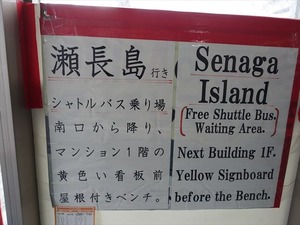 瀬長島行き
シャトルバス乗り場
南口から降り、
マンション1階の
黄色い看板前
屋根付きベンチ。
Senaga
Island
(Free Shuttle Bus.
Waiting Area.)
Next Building 1F.
Yellow Signboard
before the Bench.